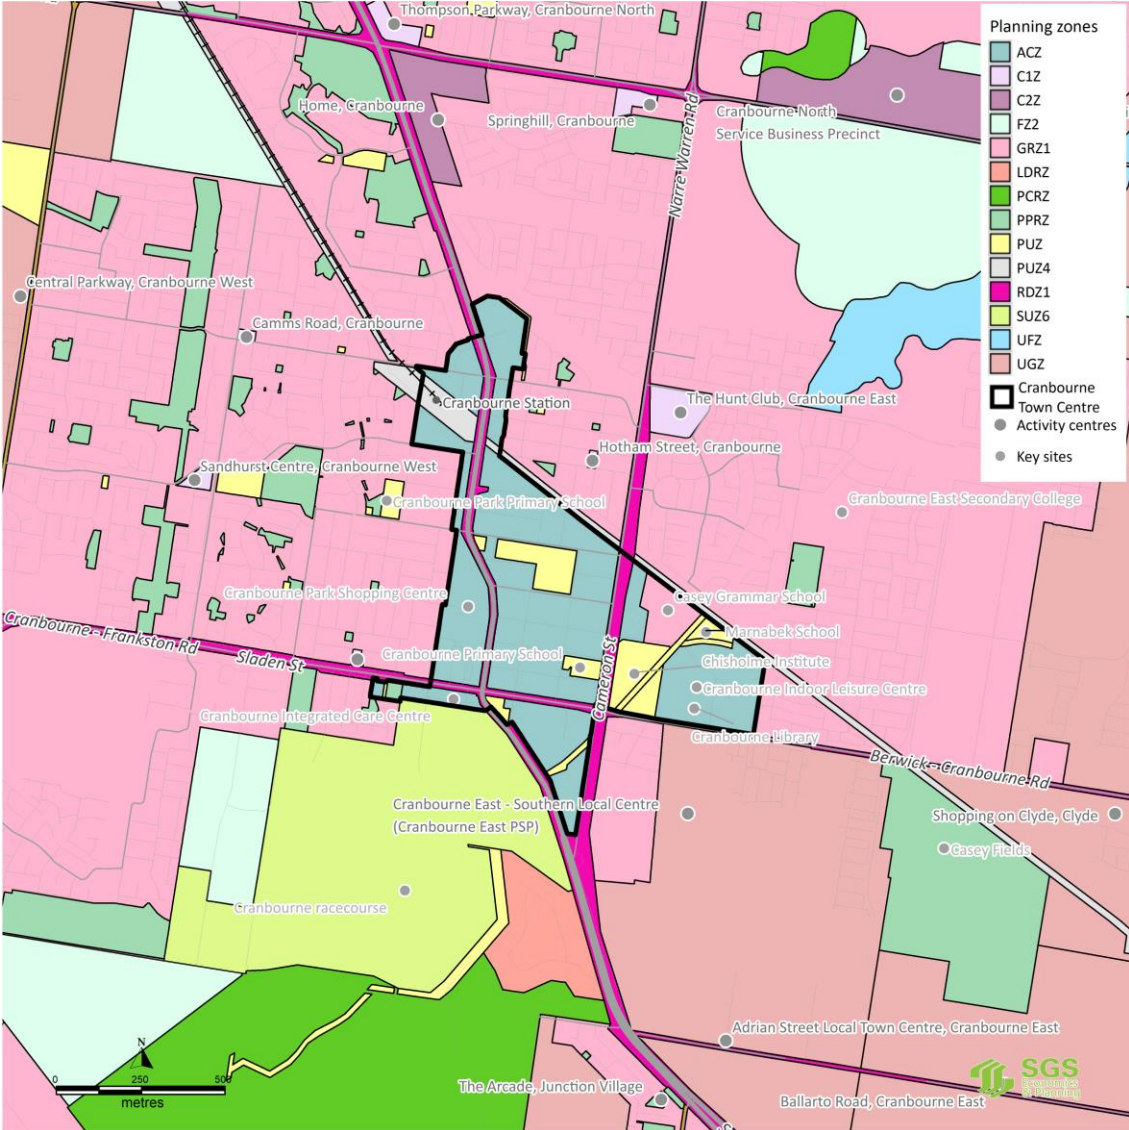 Thompson Parkway, Cranbourne North
Home, Cranbourne
Springhill, Cranbourne
Cranbourne North
Service Business Precinct
Narre Warren Rd
Central Parkway, Cranbourne West
Camms Road, Cranbourne
Cranbourne Station
The Hunt Club, Cranbourne East
Hotham Street, Cranbourne
Sandhurst Centre, Cranbourne West
Cranbourne Park Primary School
Cranbourne East Secondary College
Cranbourne Park Shopping Centre
Casey Grammar School
Cranbourne - Frankston Rd
Sladen St
Marnabek School
Cranbourne Primary School
Cameron St
Chisholme Institute
Cranbourne Indoor Leisure Centre
Cranbourne Integrated Care Centre
Cranbourne Library
Berwick - Cranbourne Rd
Cranbourne East - Southern Local Centre
(Cranbourne East PSP)
Shopping on Clyde, Clyde
Casey Fields
Cranbourne racecourse
Adrian Street Local Town Centre, Cranbourne East
The Arcade, Junction Village
Ballarto Road, Cranbourne East
Planning zones
ACZ
C1Z
C2Z
FZ2
GRZ1
LDRZ
PCRZ
PPRZ
PUZ
PUZ4
RDZ1
SUZ6
UFZ
UGZ
Cranbourne
Town Centre
Activity centres
Key sites
N
0 250 500
metres
SGS
Economics
& Planning